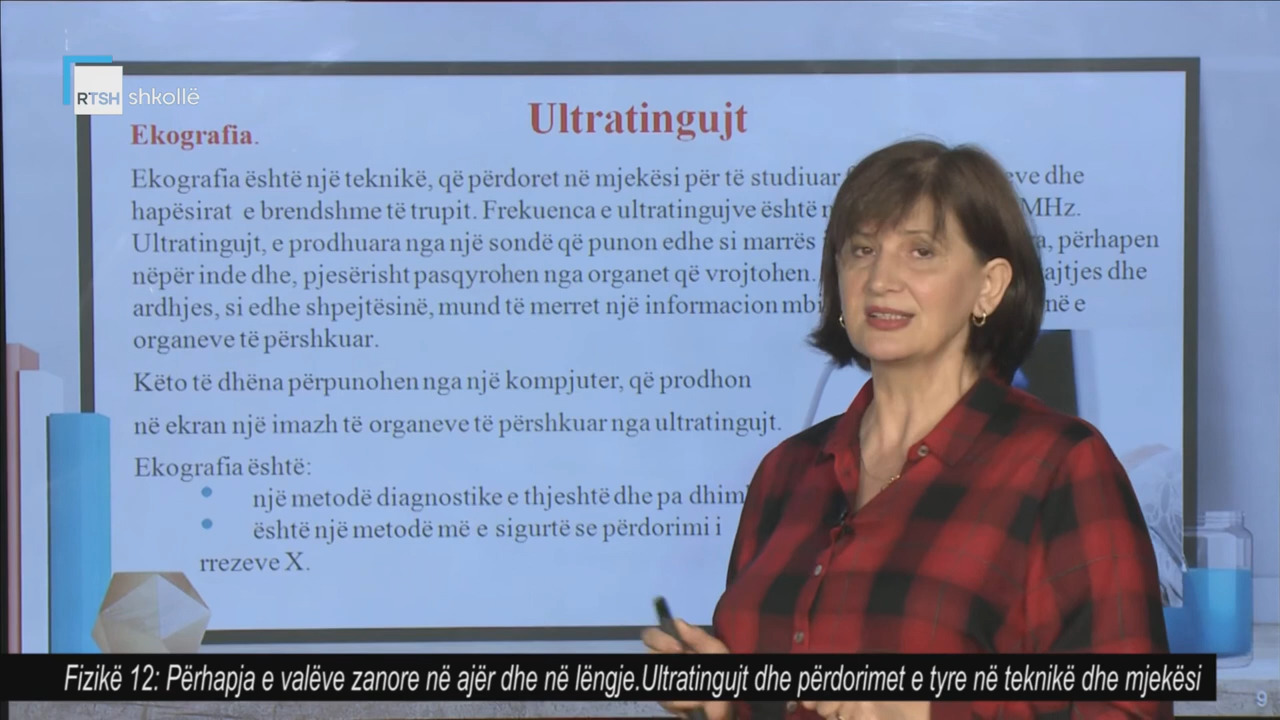 RTSH shkollë
Ultratingujt
Ekografia.
Ekografia është një teknikë, që përdoret në mjekësi për të studiuar dhe
hapësirat e brendshme të trupit. Frekuenca e ultratingujve është MHz.
Ultratingujt, e prodhuara nga një sondë që punon edhe si marrës përhapen
nëpër inde dhe, pjesërisht pasqyrohen nga organet që vrojtohen. dhe
ardhjes, si edhe shpejtësinë, mund të merret një informacion e
organeve të përshkuar.
Këto të dhëna përpunohen nga një kompjuter, që prodhon
në ekran një imazh të organeve të përshkuar nga ultratingujt.
Ekografia është:
• një metodë diagnostike e thjeshtë dhe pa
• është një metodë më e sigurtë se përdorimi i
rrezeve X.
Fizikë 12: Përhapja e valëve zanore në ajër dhe në lëngje.Ultratingujt dhe përdorimet e tyre në teknikë dhe mjekësi
9